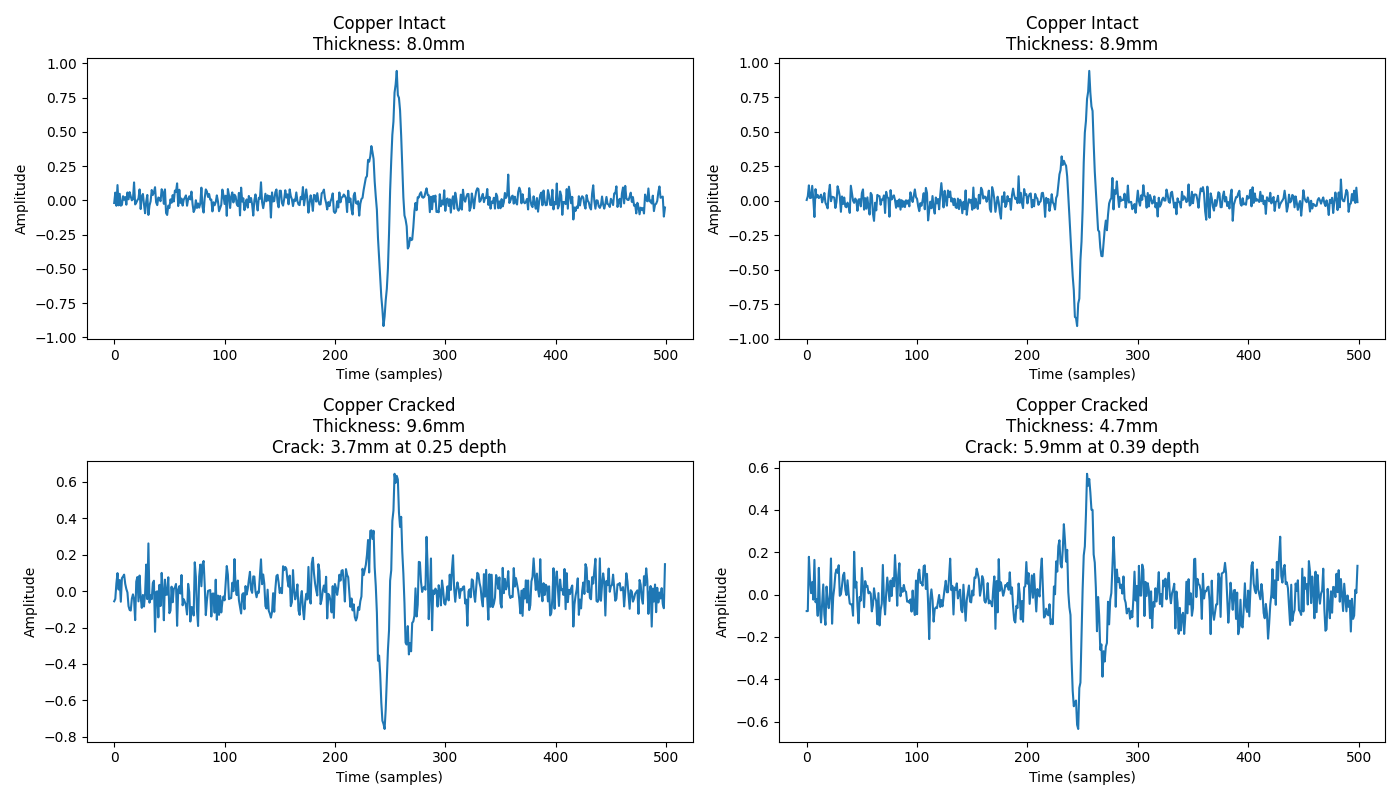 Copper Intact
Thickness: 8.0mm
1.00
0.75
0.50
0.25
0.00
−0.25
−0.50
−0.75
−1.00
Amplitude
0 100 200 300 400 500
Time (samples)
Copper Intact
Thickness: 8.9mm
1.00
0.75
0.50
0.25
0.00
−0.25
−0.50
−0.75
−1.00
Amplitude
0 100 200 300 400 500
Time (samples)
Copper Cracked
Thickness: 9.6mm
Crack: 3.7mm at 0.25 depth
0.6
0.4
0.2
0.0
−0.2
−0.4
−0.6
−0.8
Amplitude
0 100 200 300 400 500
Time (samples)
Copper Cracked
Thickness: 4.7mm
Crack: 5.9mm at 0.39 depth
0.6
0.4
0.2
0.0
−0.2
−0.4
−0.6
Amplitude
0 100 200 300 400 500
Time (samples)